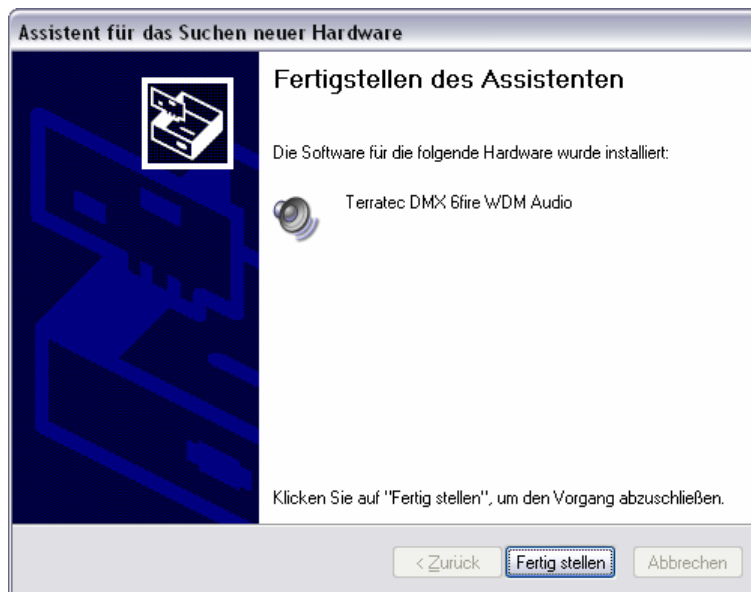 Assistent für das Suchen neuer Hardware
Fertigstellen des Assistenten
Die Software für die folgende Hardware wurde installiert:
Terratec DMX 6fire WDM Audio
Klicken Sie auf "Fertig stellen", um den Vorgang abzuschließen.
< Zurück Fertig stellen Abbrechen